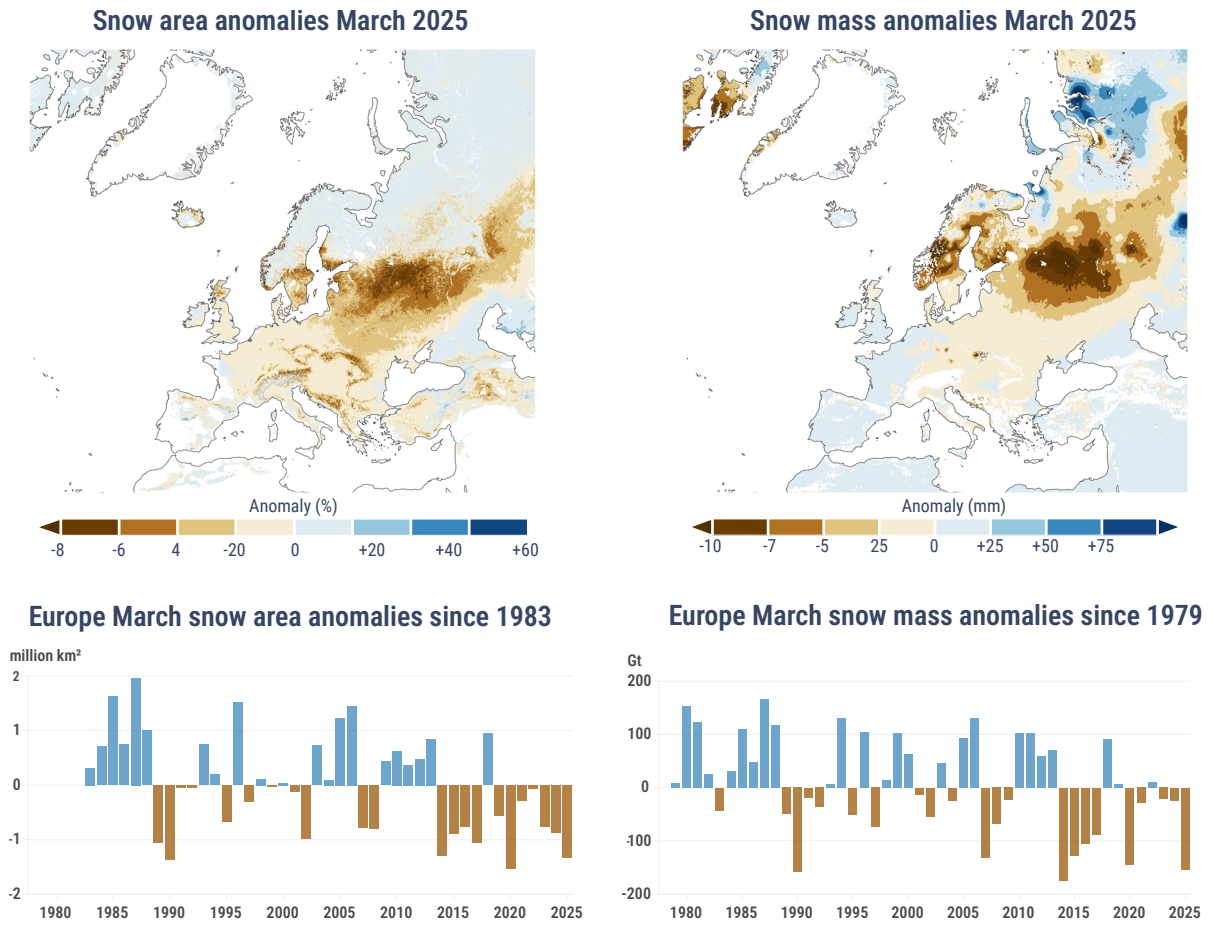 Snow area anomalies March 2025
Snow mass anomalies March 2025
Anomaly (%)
-8 -6 4 -20 0 +20 +40 +60
Anomaly (mm)
-10 -7 -5 25 0 +25 +50 +75
Europe March snow area anomalies since 1983
million km²
2
1
0
-1
-2
1980 1985 1990 1995 2000 2005 2010 2015 2020 2025
Europe March snow mass anomalies since 1979
Gt
200
100
0
-100
-200
1980 1985 1990 1995 2000 2005 2010 2015 2020 2025